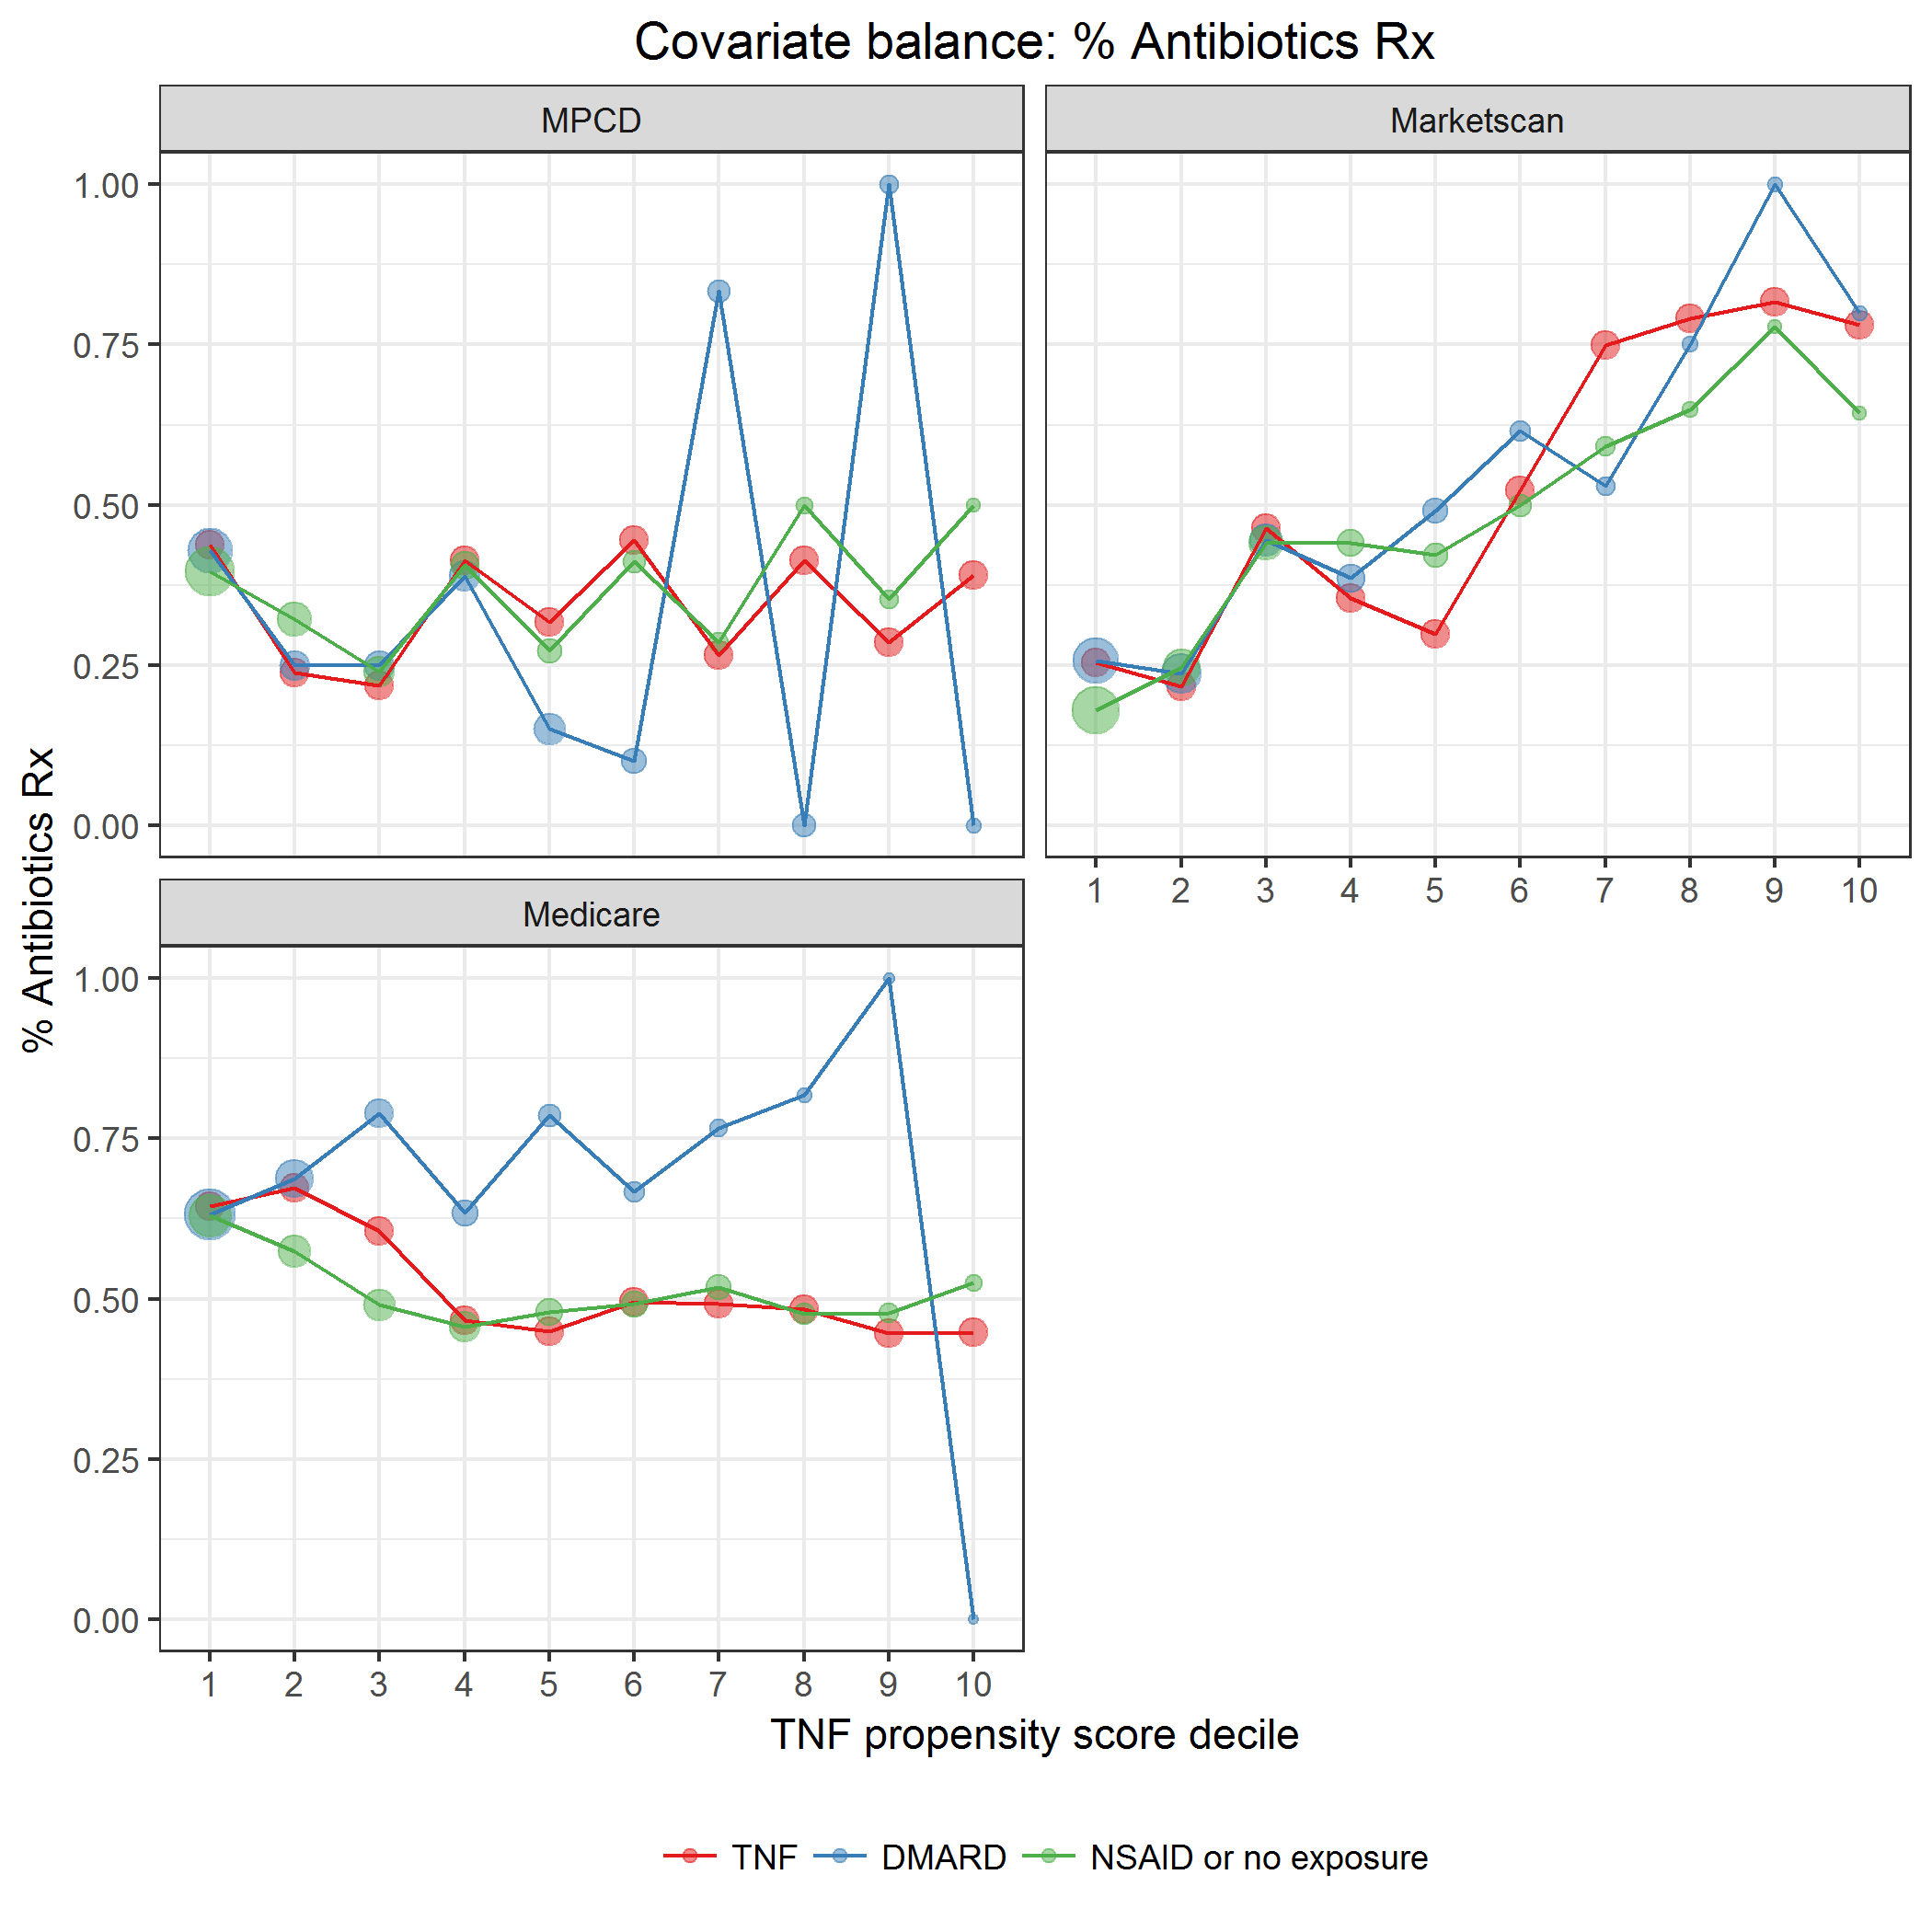 Covariate balance: % Antibiotics Rx
MPCD
Marketscan
1.00
0.75
0.50
0.25
0.00
1 2 3 4 5 6 7 8 9 10
Medicare
% Antibiotics Rx
1.00
0.75
0.50
0.25
0.00
1 2 3 4 5 6 7 8 9 10
TNF propensity score decile
TNF DMARD NSAID or no exposure